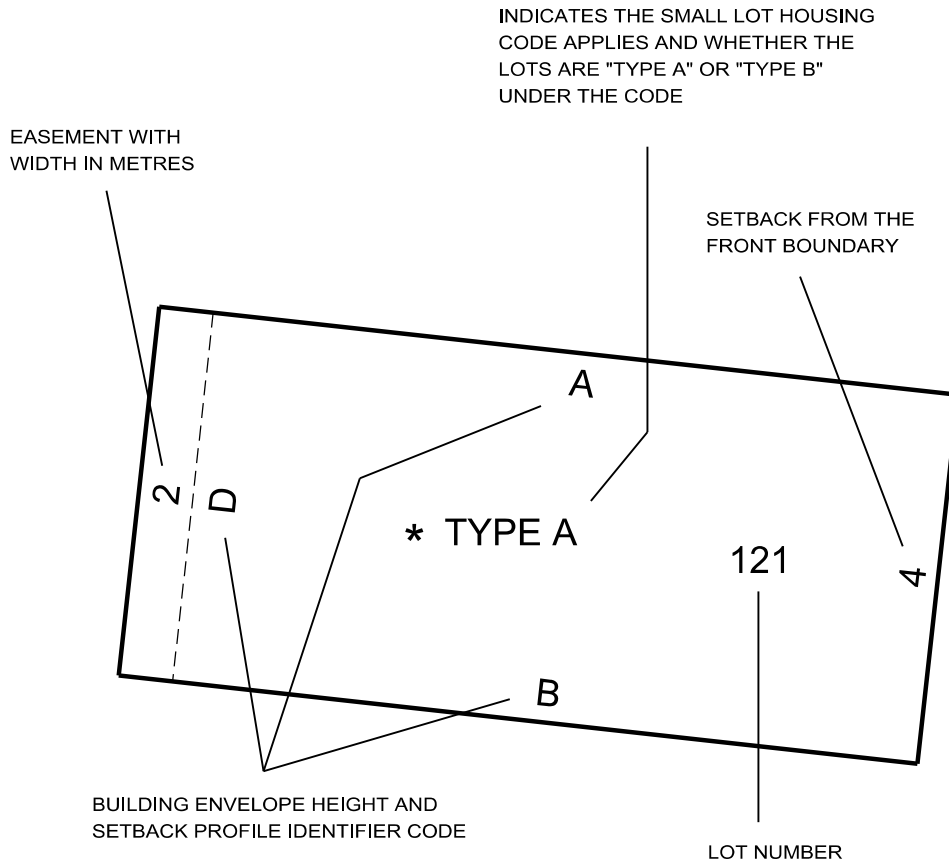 INDICATES THE SMALL LOT HOUSING
CODE APPLIES AND WHETHER THE
LOTS ARE "TYPE A" OR "TYPE B"
UNDER THE CODE
EASEMENT WITH
WIDTH IN METRES
SETBACK FROM THE
FRONT BOUNDARY
A
2
D
* TYPE A
121
4
B
BUILDING ENVELOPE HEIGHT AND
SETBACK PROFILE IDENTIFIER CODE
LOT NUMBER